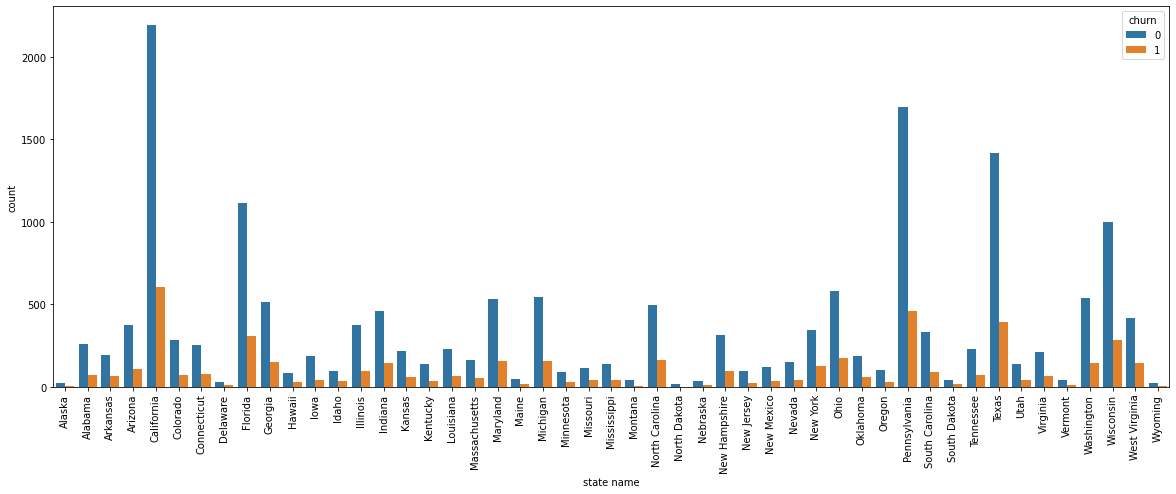 churn
0
1
2000
1500
1000
500
0
count
Alaska
Alabama
Arkansas
Arizona
California
Colorado
Connecticut
Delaware
Florida
Georgia
Hawaii
Iowa
Idaho
Illinois
Indiana
Kansas
Kentucky
Louisiana
Massachusetts
Maryland
Maine
Michigan
Minnesota
Missouri
Mississippi
Montana
North Carolina
North Dakota
Nebraska
New Hampshire
New Jersey
New Mexico
Nevada
New York
Ohio
Oklahoma
Oregon
Pennsylvania
South Carolina
South Dakota
Tennessee
Texas
Utah
Virginia
Vermont
Washington
Wisconsin
West Virginia
Wyoming
state name